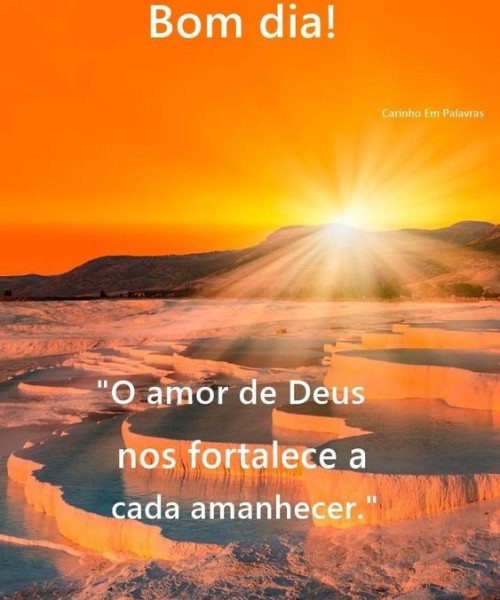 Bom dia!
Carinho Em Palavras
"O amor de Deus
nos fortalece a
cada amanhecer."